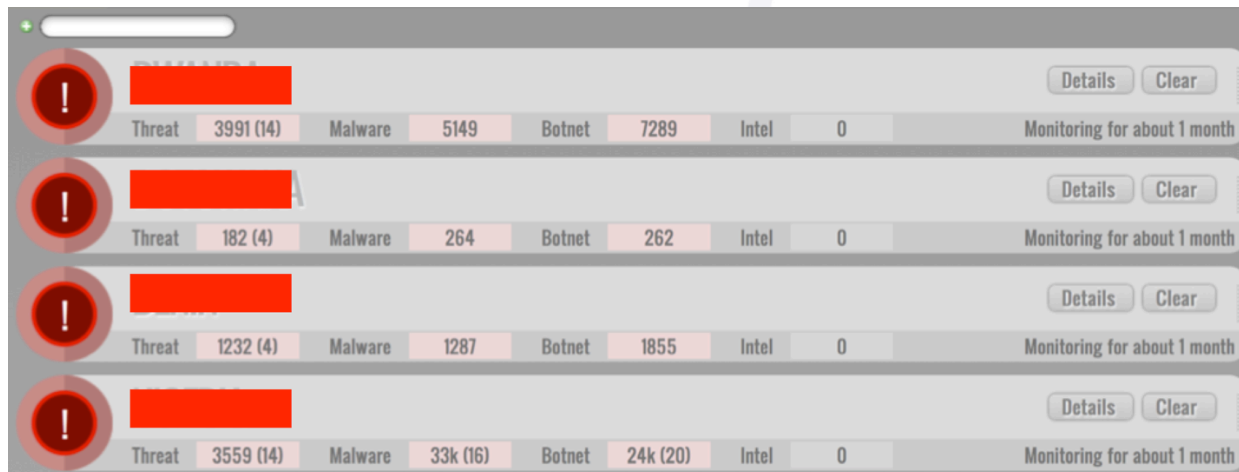 Details Clear
Threat 3991 (14) Malware 5149 Botnet 7289 Intel 0 Monitoring for about 1 month
Details Clear
Threat 182 (4) Malware 264 Botnet 262 Intel 0 Monitoring for about 1 month
Details Clear
Threat 1232 (4) Malware 1287 Botnet 1855 Intel 0 Monitoring for about 1 month
Details Clear
Threat 3559 (14) Malware 33k (16) Botnet 24k (20) Intel 0 Monitoring for about 1 month